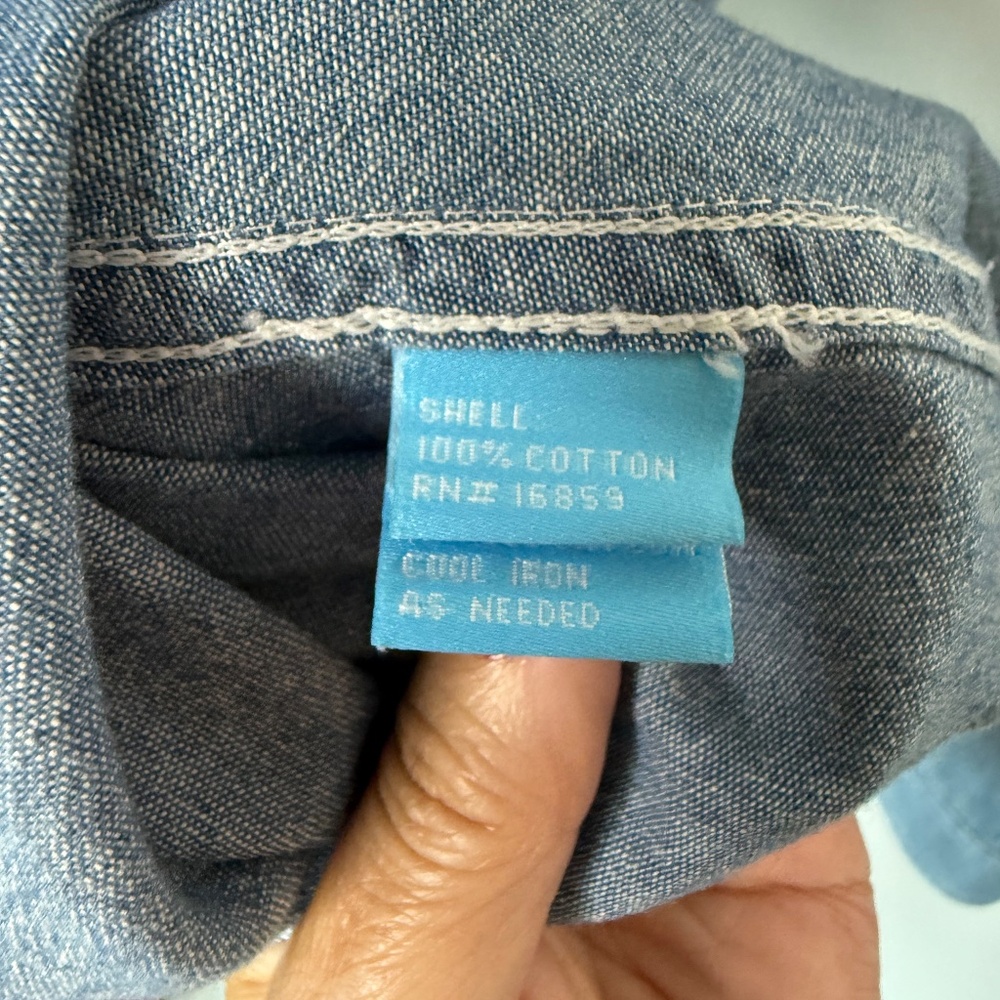 SHELL
100% COTTON
RN# 16859
COOL IRON
AS NEEDED